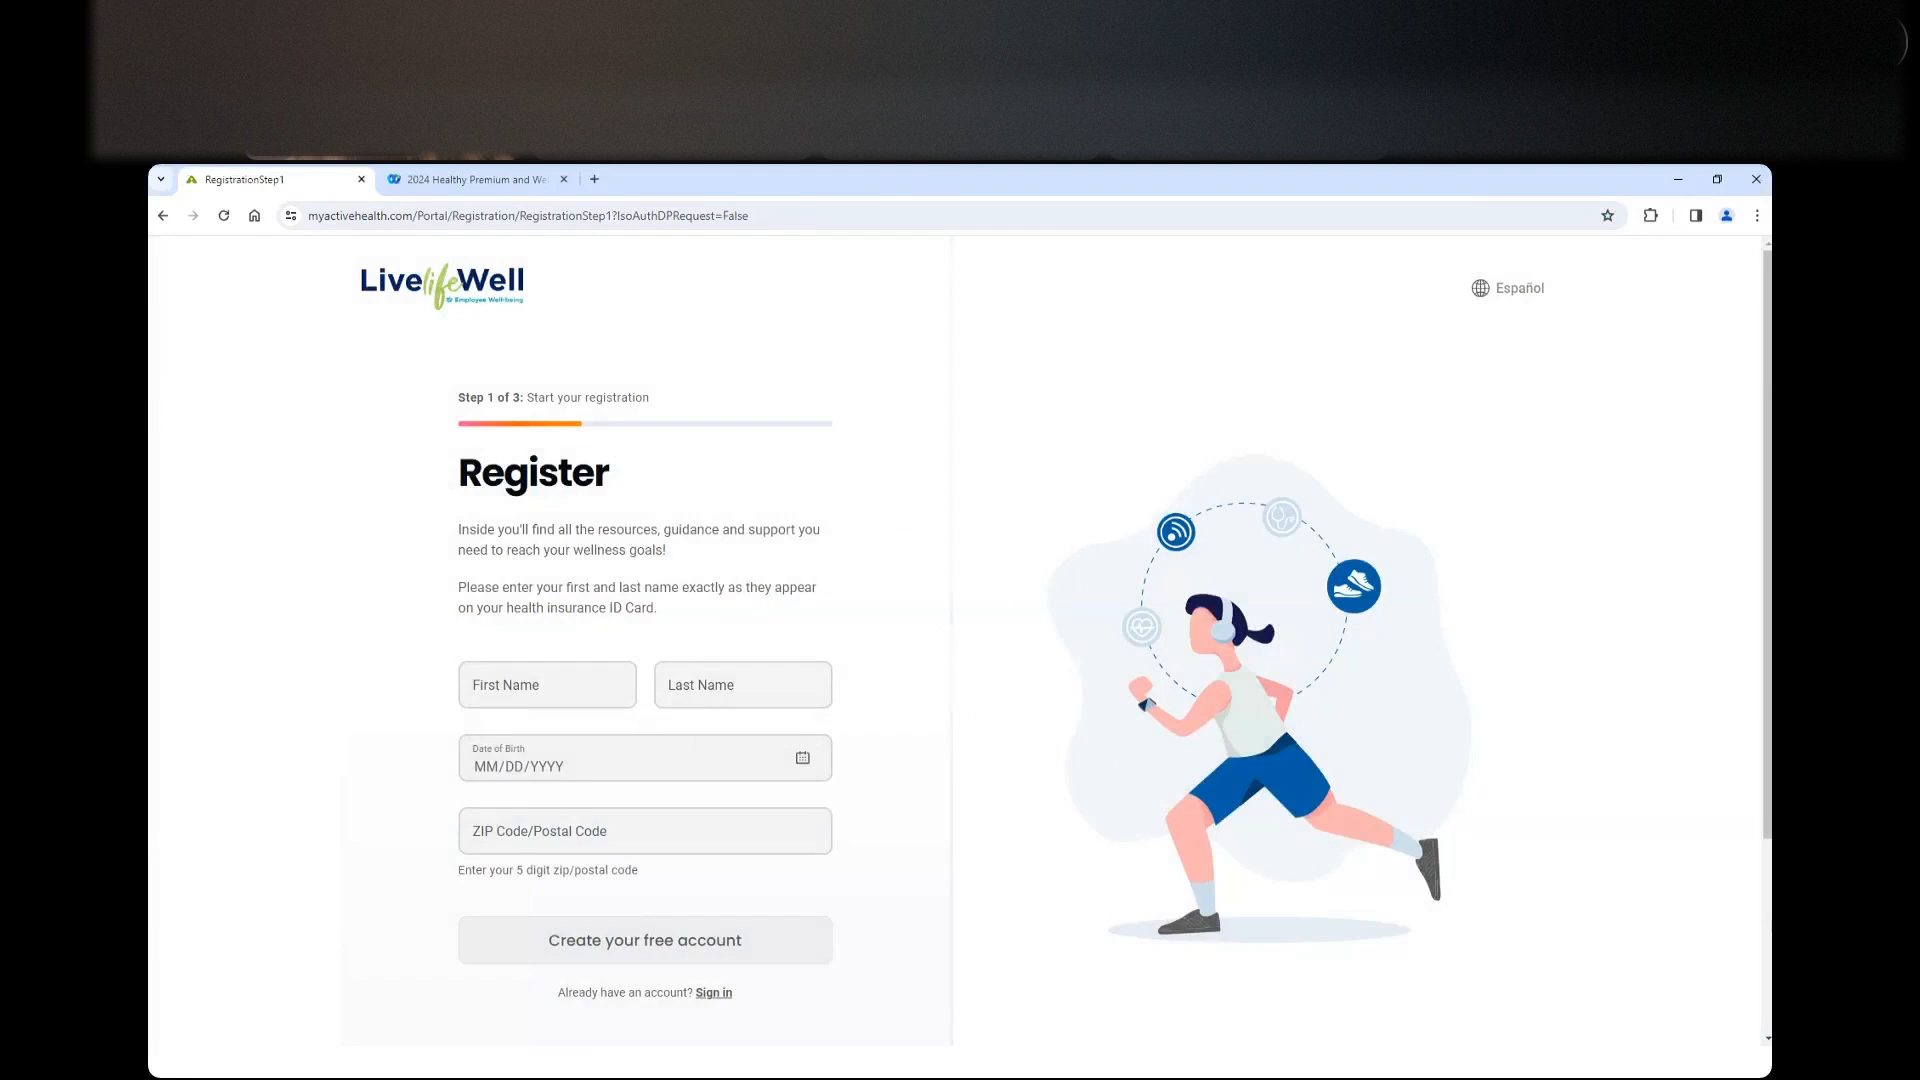 RegistrationStep1
2024 Healthy Premium and We
myactivehealth.com/Portal/Registration/RegistrationStep1?IsoAuthDPRequest=False
LivelifeWell
Employee Well-being
Español
Step 1 of 3: Start your registration
Register
Inside you'll find all the resources, guidance and support you
need to reach your wellness goals!
Please enter your first and last name exactly as they appear
on your health insurance ID Card.
First Name
Last Name
Date of Birth
MM/DD/YYYY
ZIP Code/Postal Code
Enter your 5 digit zip/postal code
Create your free account
Already have an account? Sign in